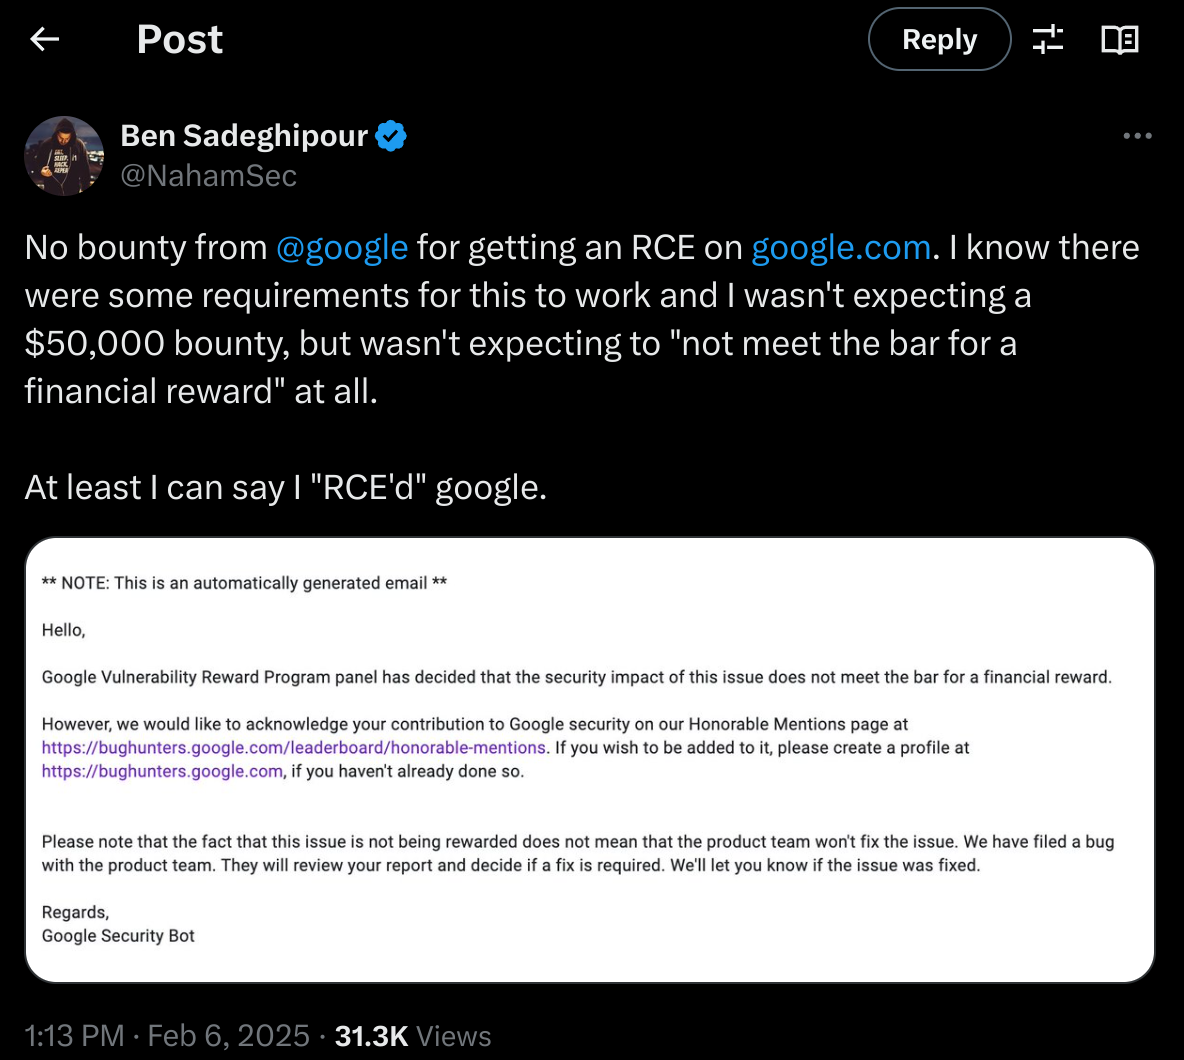 Post
Reply
Ben Sadeghipour
@NahamSec
No bounty from @google for getting an RCE on google.com. I know there
were some requirements for this to work and I wasn't expecting a
$50,000 bounty, but wasn't expecting to "not meet the bar for a
financial reward" at all.
At least I can say I "RCE'd" google.
** NOTE: This is an automatically generated email **
Hello,
Google Vulnerability Reward Program panel has decided that the security impact of this issue does not meet the bar for a financial reward.
However, we would like to acknowledge your contribution to Google security on our Honorable Mentions page at
https://bughunters.google.com/leaderboard/honorable-mentions. If you wish to be added to it, please create a profile at
https://bughunters.google.com, if you haven't already done so.
Please note that the fact that this issue is not being rewarded does not mean that the product team won't fix the issue. We have filed a bug
with the product team. They will review your report and decide if a fix is required. We'll let you know if the issue was fixed.
Regards,
Google Security Bot
1:13 PM · Feb 6, 2025 · 31.3K Views